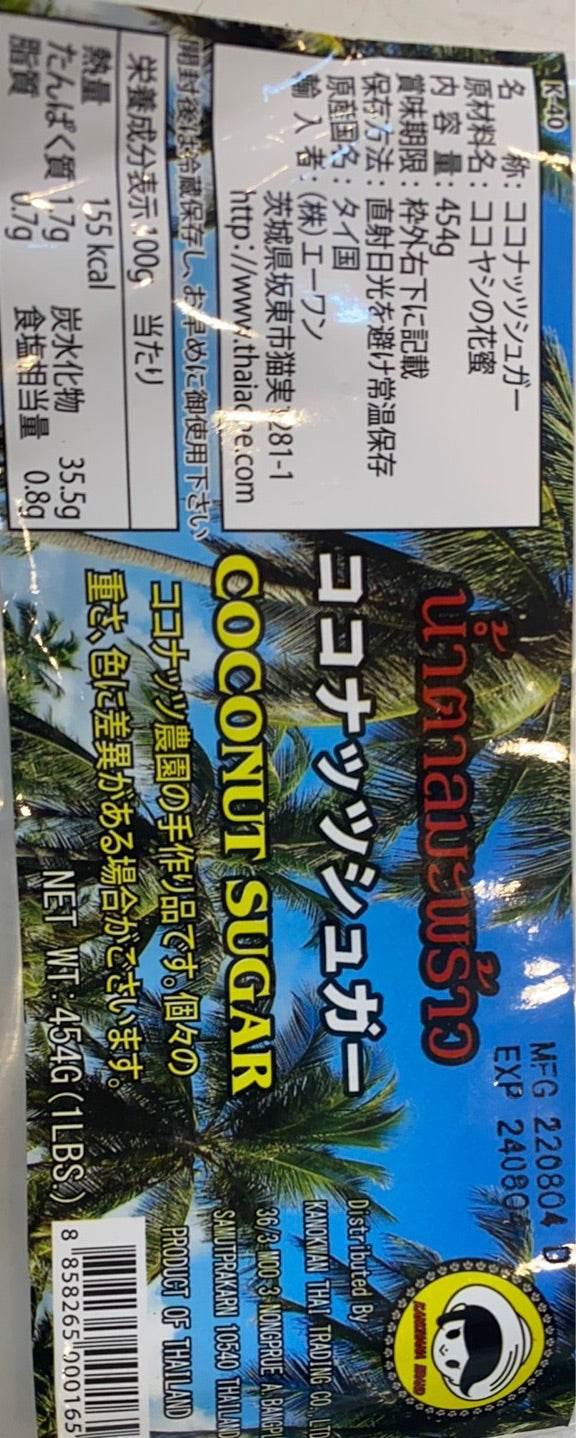 K-40
名　　称：ココナッツシュガー
原材料名：ココヤシの花蜜
内 容 量：454g
賞味期限：枠外右下に記載
保存方法：直射日光を避け常温保存
原産国名：タイ国
輸 入 者：(株)エーワン
茨城県坂東市猫実1281-1
http://www.thaiaone.com
開封後は冷蔵保存し、お早めに御使用下さい
栄養成分表示 100g　当たり
熱量　155 kcal　炭水化物　35.5g
たんぱく質　1.7g　食塩相当量　0.8g
脂質　0.7g
น้ำตาลมะพร้าว
ココナッツシュガー
COCONUT SUGAR
ココナッツ農園の手作り品です。個々の
重さ、色に差異がある場合がございます。
NET WT : 454G (1LBS)
MFG 220804 D
EXP 240804
KANOKWAN BRAND
Distributed By
KANOKWAN THAI TRADING CO., LTD
36/3 MOO 3 NONGPRUE A.BANGPL
SAMUTPRAKARN 10540 THAILAND
PRODUCT OF THAILAND
8 858265 000165